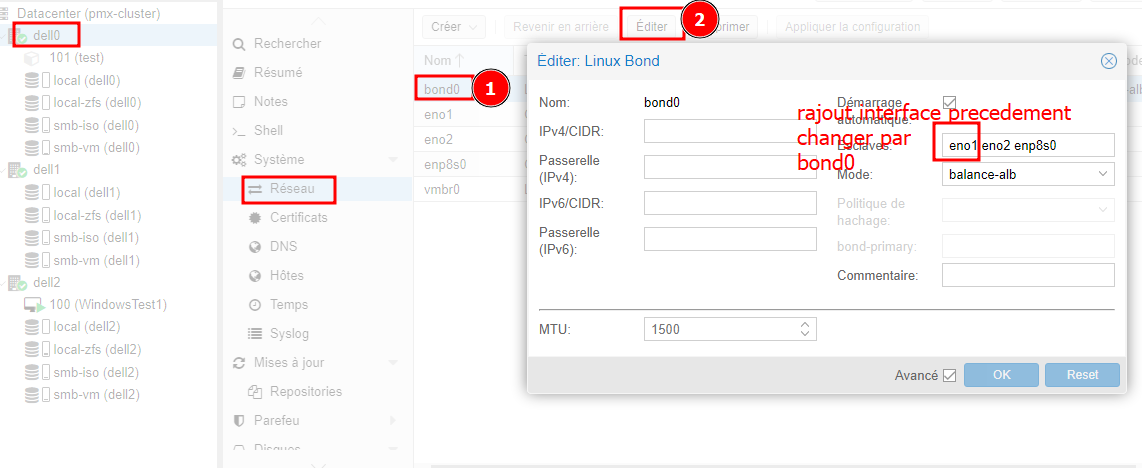 Datacenter (pmx-cluster)
dell0
101 (test)
local (dell0)
local-zfs (dell0)
smb-iso (dell0)
smb-vm (dell0)
dell1
local (dell1)
local-zfs (dell1)
smb-iso (dell1)
smb-vm (dell1)
dell2
100 (WindowsTest1)
local (dell2)
local-zfs (dell2)
smb-iso (dell2)
smb-vm (dell2)
Rechercher
Résumé
Notes
>_ Shell
Système
Réseau
Certificats
DNS
Hôtes
Temps
Syslog
Mises à jour
Repositories
Parefeu
Disques
Créer
Revenir en arrière
Éditer
2
rimer
Appliquer la configuration
Nom
bond0
1
eno1
eno2
enp8s0
vmbr0
Éditer: Linux Bond
Nom:
bond0
IPv4/CIDR:
Passerelle
(IPv4):
IPv6/CIDR:
Passerelle
(IPv6):
MTU:
1500
Démarrage
automatique:
rajout interface precedement
changer par
bond0
Esclaves:
eno1 eno2 enp8s0
Mode:
balance-alb
Politique de
hachage:
bond-primary:
Commentaire:
Avancé
OK
Reset